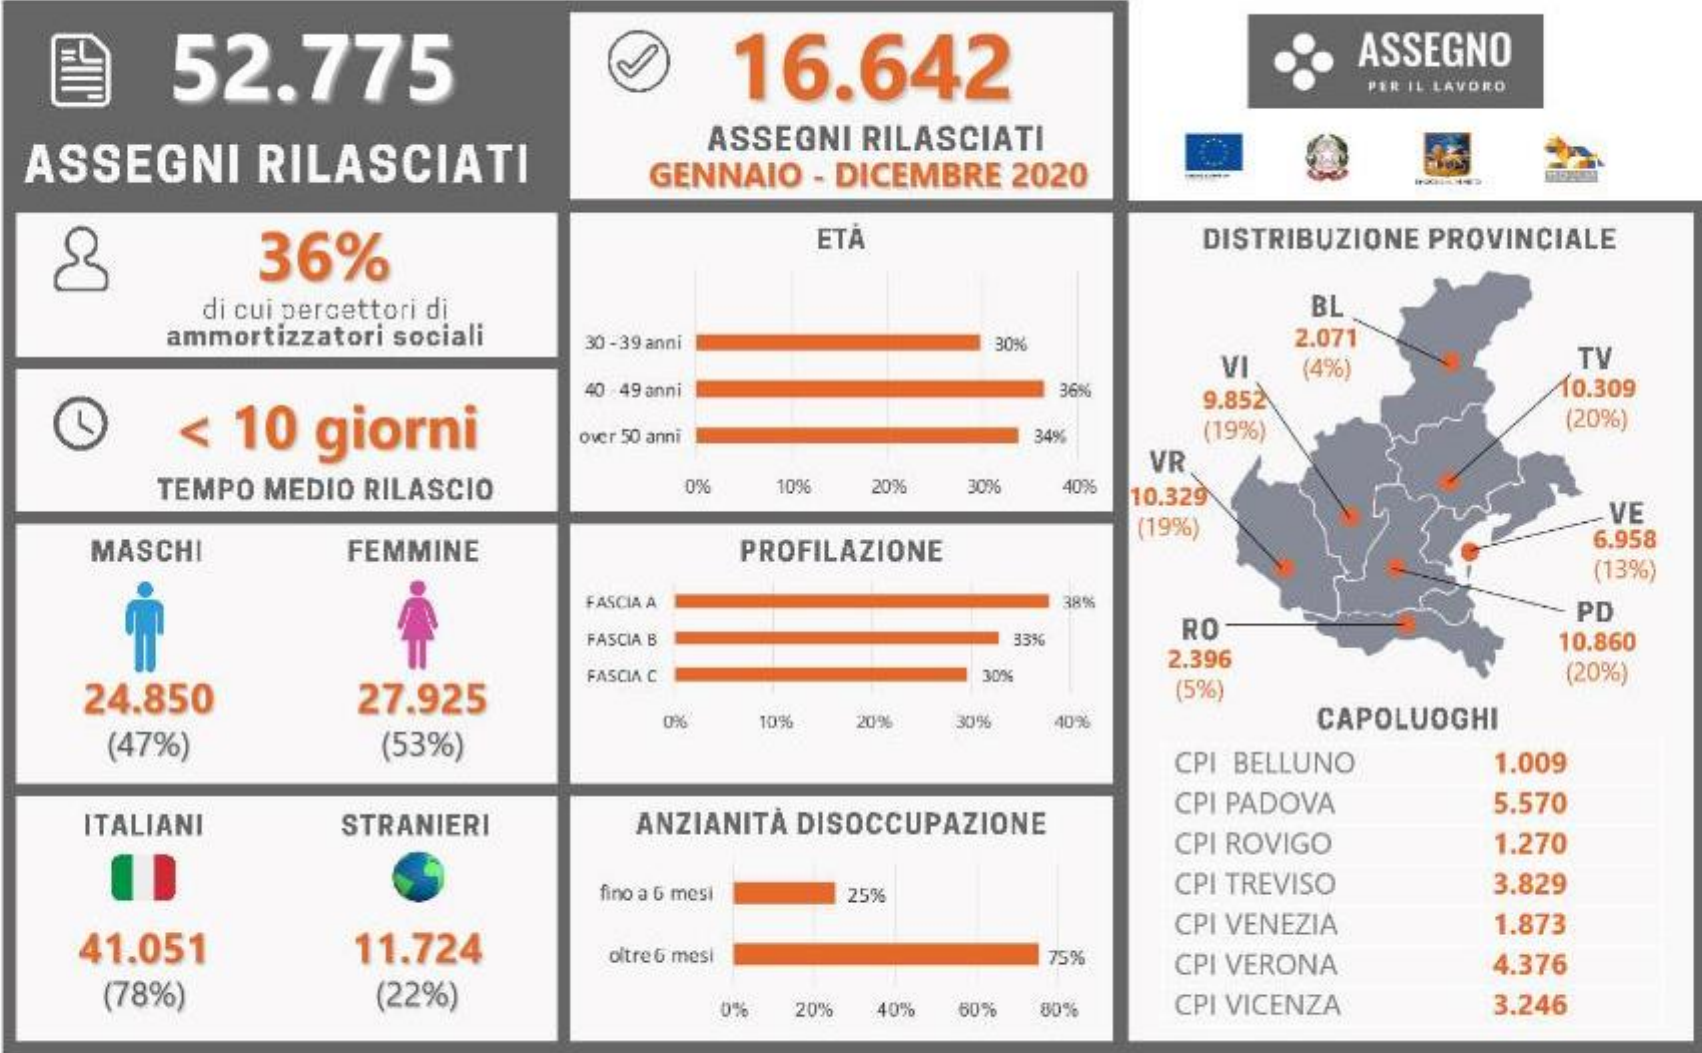 52.775
ASSEGNI RILASCIATI
16.642
ASSEGNI RILASCIATI
GENNAIO - DICEMBRE 2020
ASSEGNO
PER IL LAVORO
36%
di cui percettori di
ammortizzatori sociali
< 10 giorni
TEMPO MEDIO RILASCIO
MASCHI
FEMMINE
24.850
27.925
(47%)
(53%)
ITALIANI
STRANIERI
41.051
11.724
(78%)
(22%)
ETÀ
30 - 39 anni 30%
40 - 49 anni 36%
over 50 anni 34%
0% 10% 20% 30% 40%
PROFILAZIONE
FASCIA A 38%
FASCIA B 33%
FASCIA C 30%
0% 10% 20% 30% 40%
ANZIANITÀ DISOCCUPAZIONE
fino a 6 mesi 25%
oltre 6 mesi 75%
0% 20% 40% 60% 80%
DISTRIBUZIONE PROVINCIALE
BL
2.071
(4%)
VI
9.852
(19%)
TV
10.309
(20%)
VR
10.329
(19%)
VE
6.958
(13%)
PD
10.860
(20%)
RO
2.396
(5%)
CAPOLUOGHI
CPI BELLUNO 1.009
CPI PADOVA 5.570
CPI ROVIGO 1.270
CPI TREVISO 3.829
CPI VENEZIA 1.873
CPI VERONA 4.376
CPI VICENZA 3.246